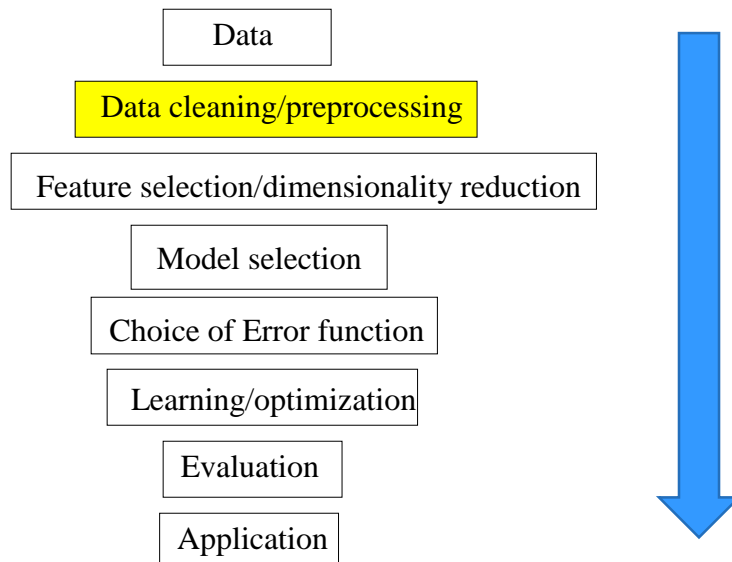 Data
Data cleaning/preprocessing
Feature selection/dimensionality reduction
Model selection
Choice of Error function
Learning/optimization
Evaluation
Application